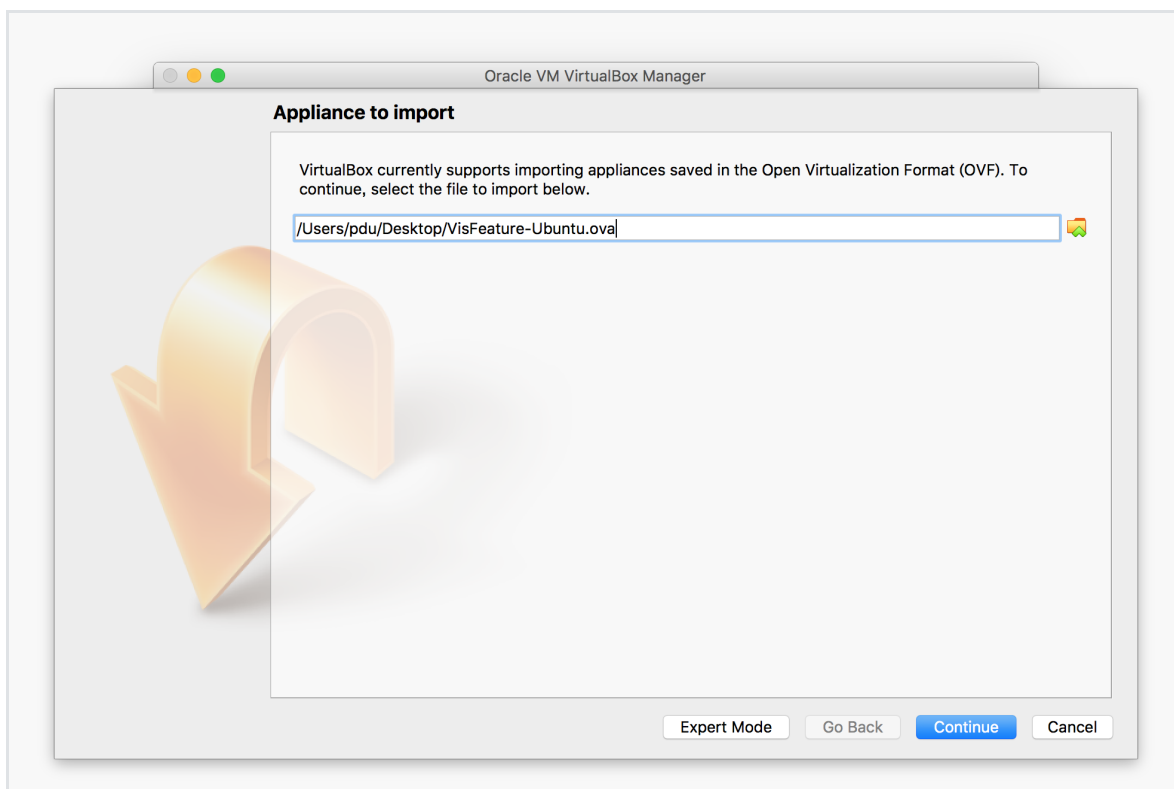 Oracle VM VirtualBox Manager
Appliance to import
VirtualBox currently supports importing appliances saved in the Open Virtualization Format (OVF). To
continue, select the file to import below.
/Users/pdu/Desktop/VisFeature-Ubuntu.ova
Expert Mode
Go Back
Continue
Cancel